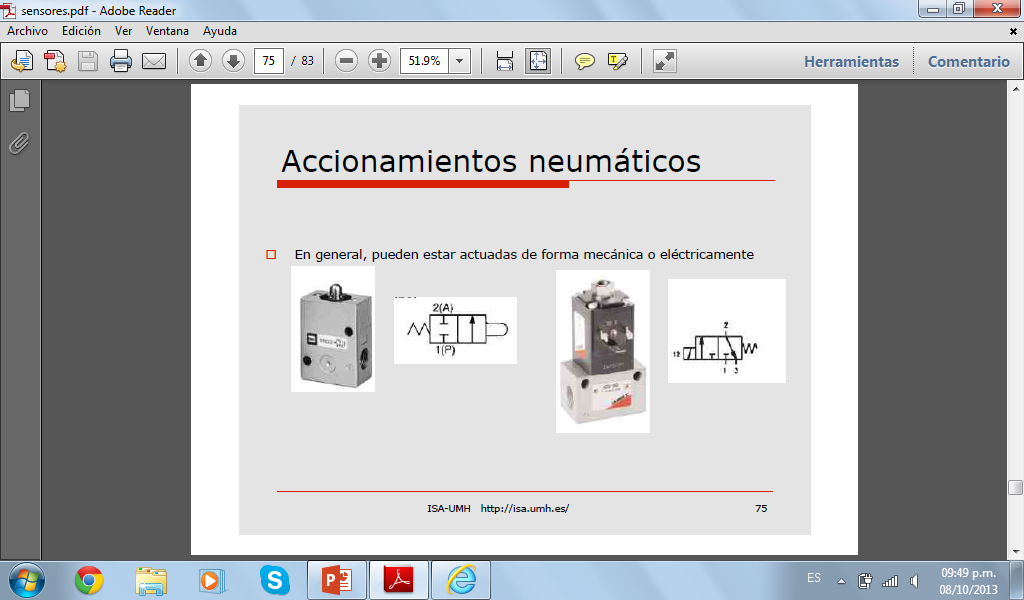 sensores.pdf - Adobe Reader
Archivo Edición Ver Ventana Ayuda
75 / 83 51.9% Herramientas Comentario
Accionamientos neumáticos
En general, pueden estar actuadas de forma mecánica o eléctricamente
2(A)
1(P)
2
12
1 3
ISA-UMH http://isa.umh.es/ 75
ES 09:49 p.m.
08/10/2013